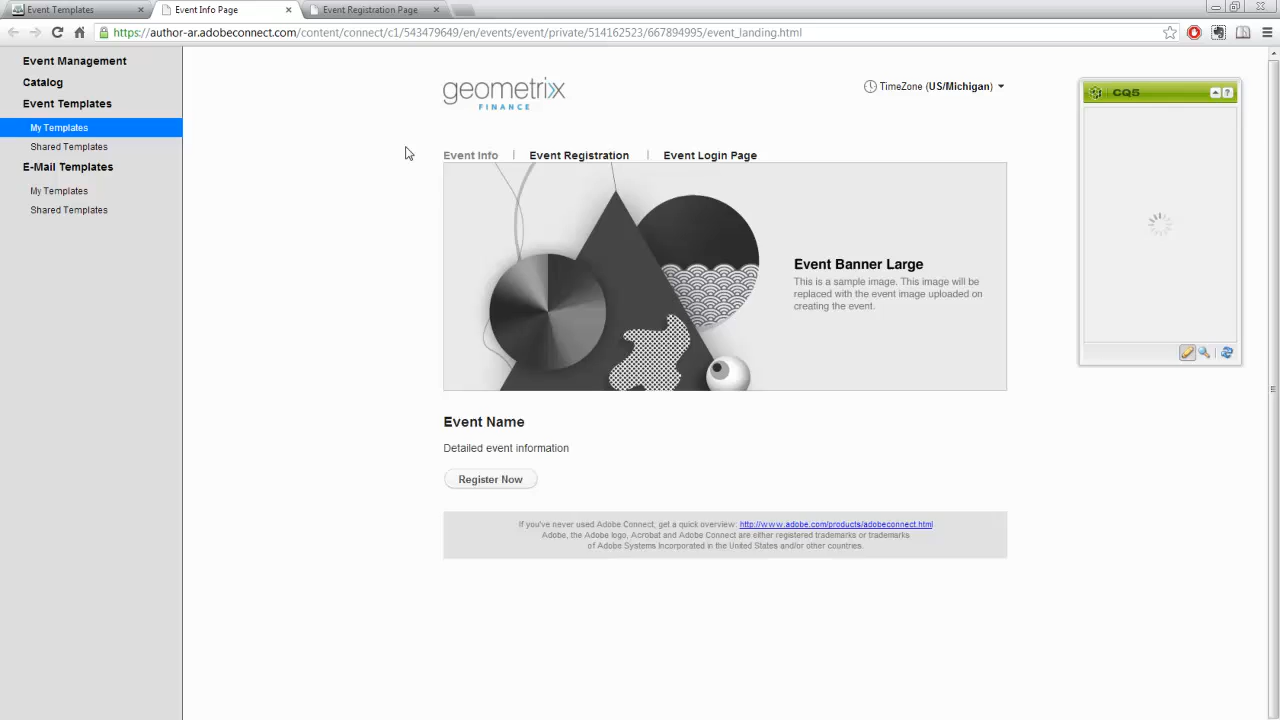 Event Templates
Event Info Page
Event Registration Page
https://author-ar.adobeconnect.com/content/connect/c1/543479649/en/events/event/private/514162523/667894995/event_landing.html
Event Management
Catalog
Event Templates
My Templates
Shared Templates
E-Mail Templates
My Templates
Shared Templates
geometrixx
FINANCE
TimeZone (US/Michigan)
Event Info | Event Registration | Event Login Page
Event Banner Large
This is a sample image. This image will be
replaced with the event image uploaded on
creating the event.
Event Name
Detailed event information
Register Now
If you've never used Adobe Connect, get a quick overview: http://www.adobe.com/products/adobeconnect.html
Adobe, the Adobe logo, Acrobat and Adobe Connect are either registered trademarks or trademarks
of Adobe Systems Incorporated in the United States and/or other countries.
CQ5